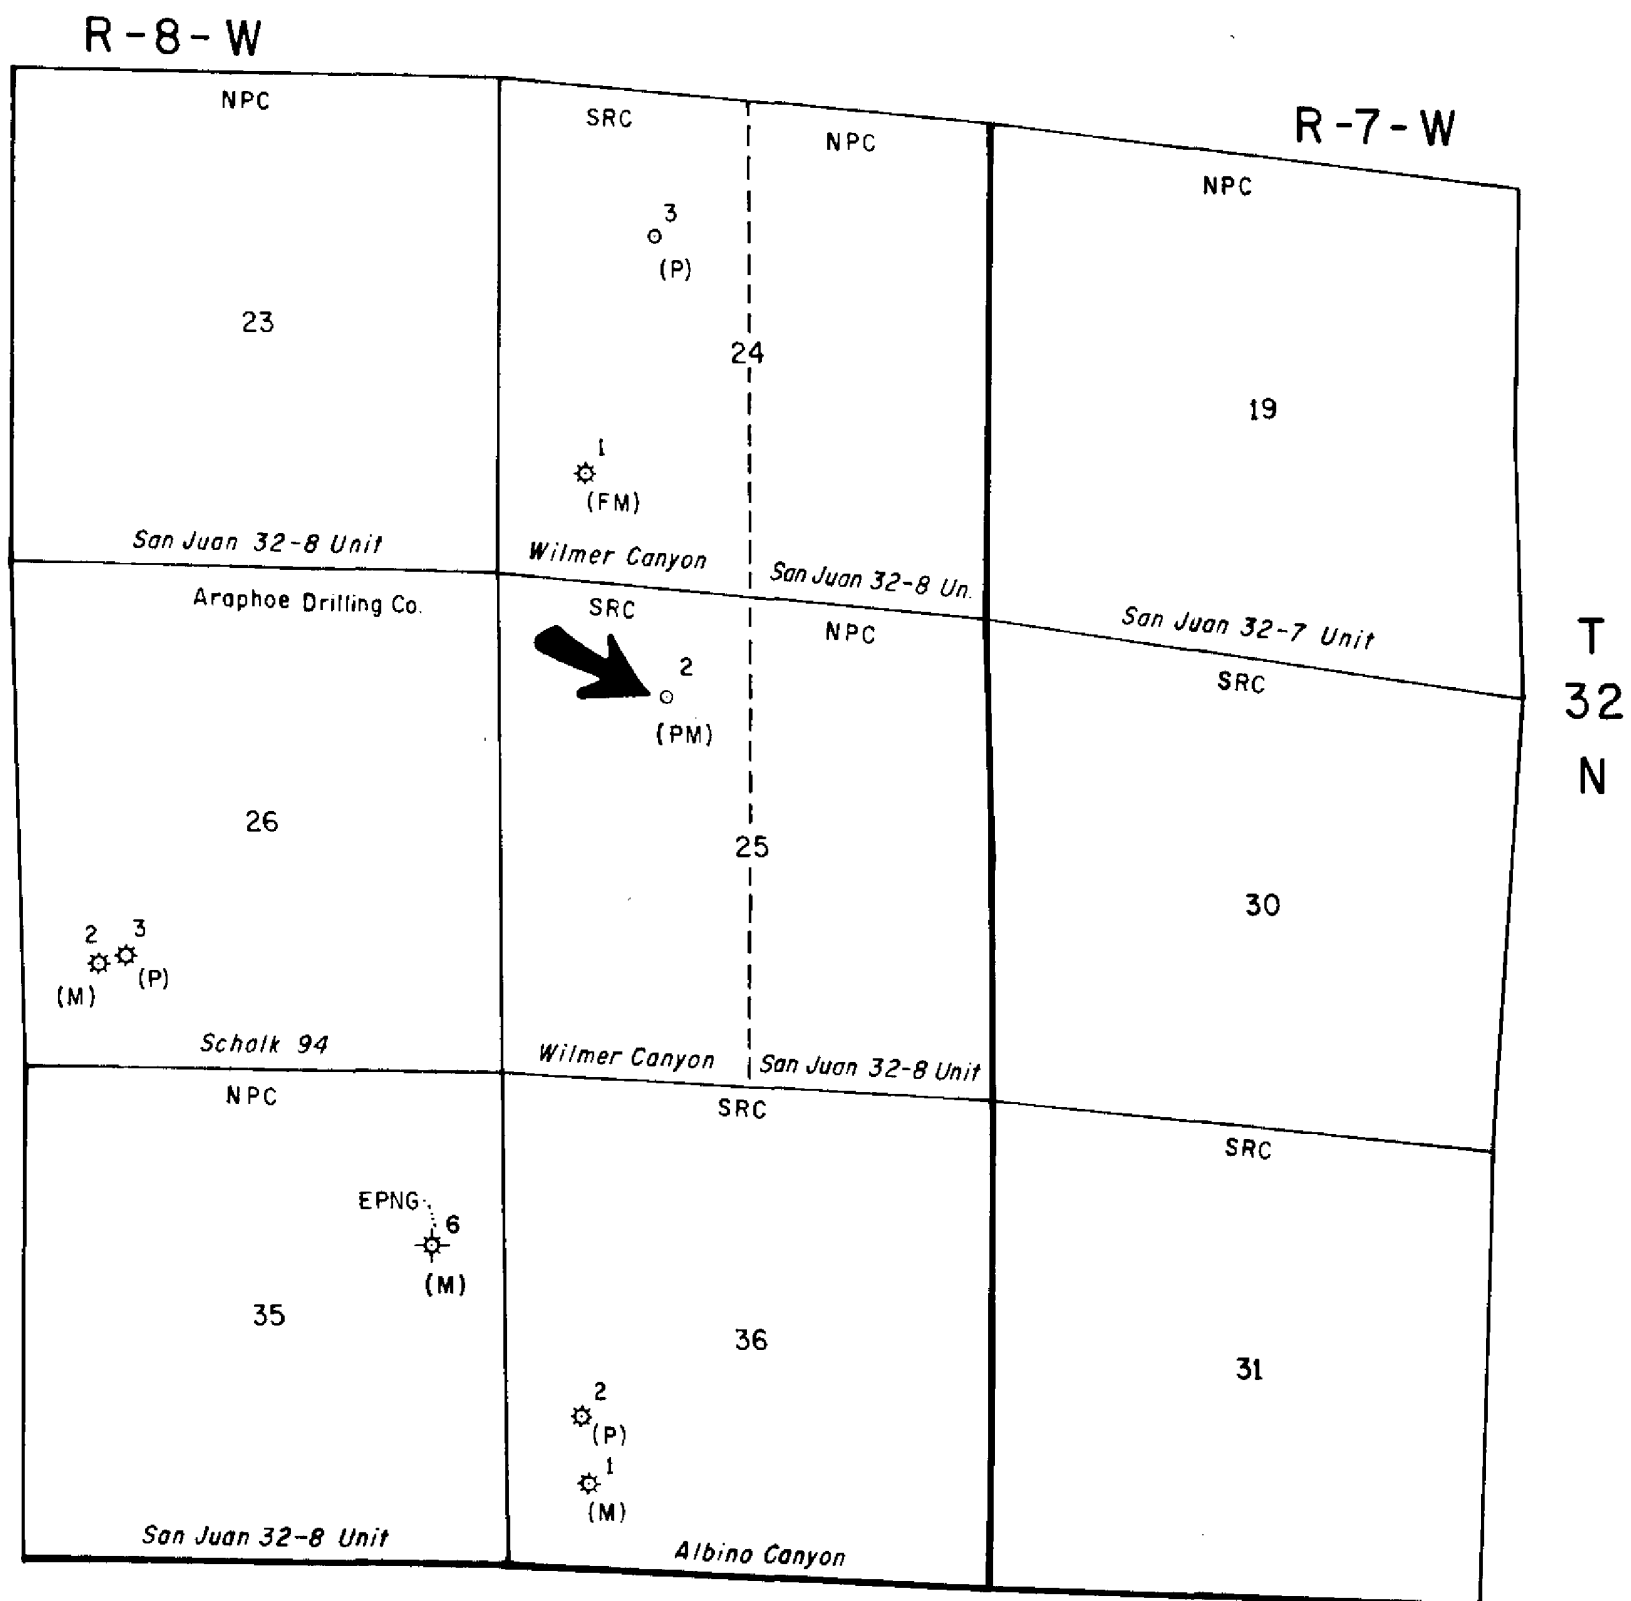 R-8-W
R-7-W
NPC
SRC
NPC
NPC
3
(P)
23
24
19
1
(FM)
San Juan 32-8 Unit
Wilmer Canyon
San Juan 32-8 Un.
San Juan 32-7 Unit
T
32
N
Araphoe Drilling Co.
SRC
NPC
SRC
2
(PM)
26
25
30
2
3
(M)
(P)
Schalk 94
Wilmer Canyon
San Juan 32-8 Unit
NPC
SRC
SRC
EPNG
6
(M)
35
36
31
2
(P)
1
(M)
San Juan 32-8 Unit
Albino Canyon